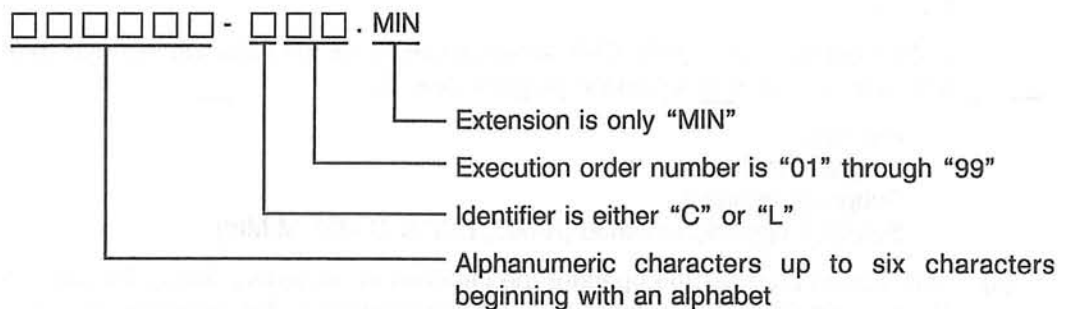 □□□□□□ - □□□ . MIN
Extension is only “MIN”
Execution order number is “01” through “99”
Identifier is either “C” or “L”
Alphanumeric characters up to six characters
beginning with an alphabet